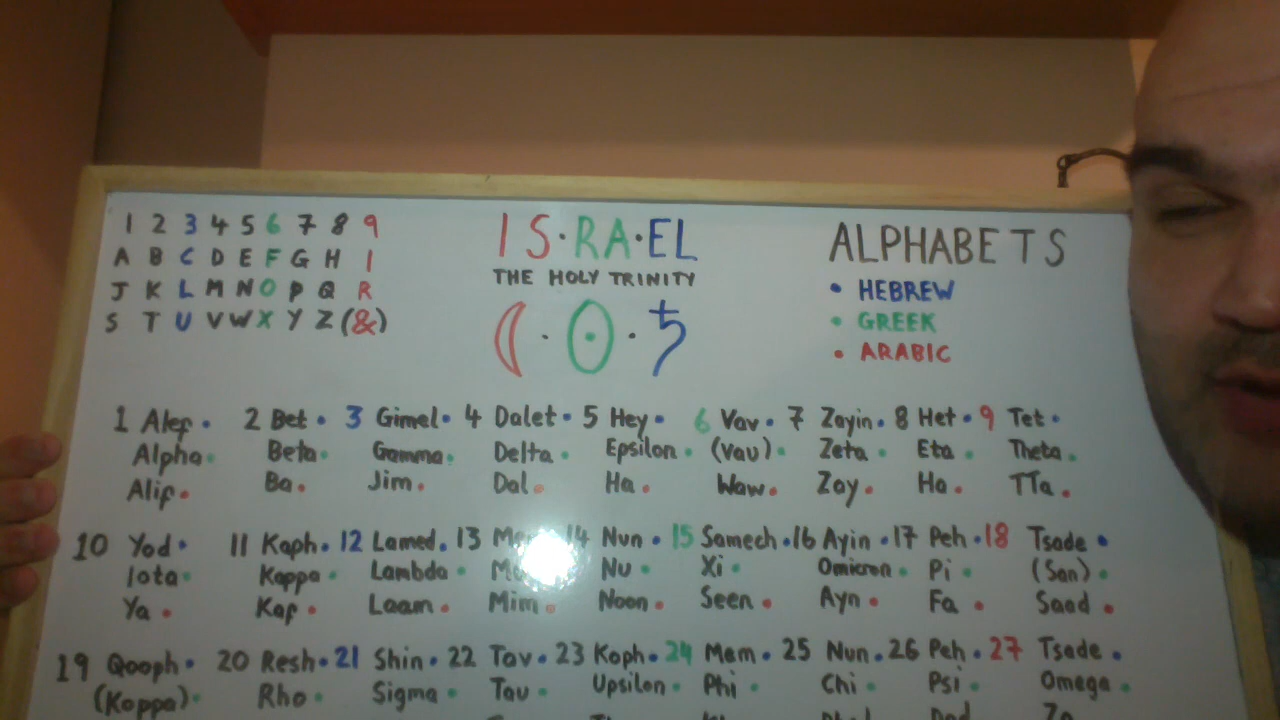 1 2 3 4 5 6 7 8 9
A B C D E F G H I
J K L M N O P Q R
S T U V W X Y Z (&)
IS·RA·EL
THE HOLY TRINITY
ALPHABETS
• HEBREW
• GREEK
• ARABIC
1 Alef • 2 Bet • 3 Gimel • 4 Dalet • 5 Hey • 6 Vav • 7 Zayin • 8 Het • 9 Tet •
Alpha • Beta • Gamma • Delta • Epsilon • (Vau) • Zeta • Eta • Theta •
Alif • Ba • Jim • Dal • Ha • Waw • Zay • Ha • TTa •
10 Yod • 11 Kaph • 12 Lamed • 13 14 Nun • 15 Samech • 16 Ayin • 17 Peh • 18 Tsade •
Iota • Kappa • Lambda • Nu • Xi • Omicron • Pi • (San) •
Ya • Kaf • Laam • Mim • Noon • Seen • Ayn • Fa • Saad •
19 Qooph • 20 Resh • 21 Shin • 22 Tav • 23 Koph • 24 Mem • 25 Nun • 26 Peh • 27 Tsade •
(Koppa) • Rho • Sigma • Tau • Upsilon • Phi • Chi • Psi • Omega •